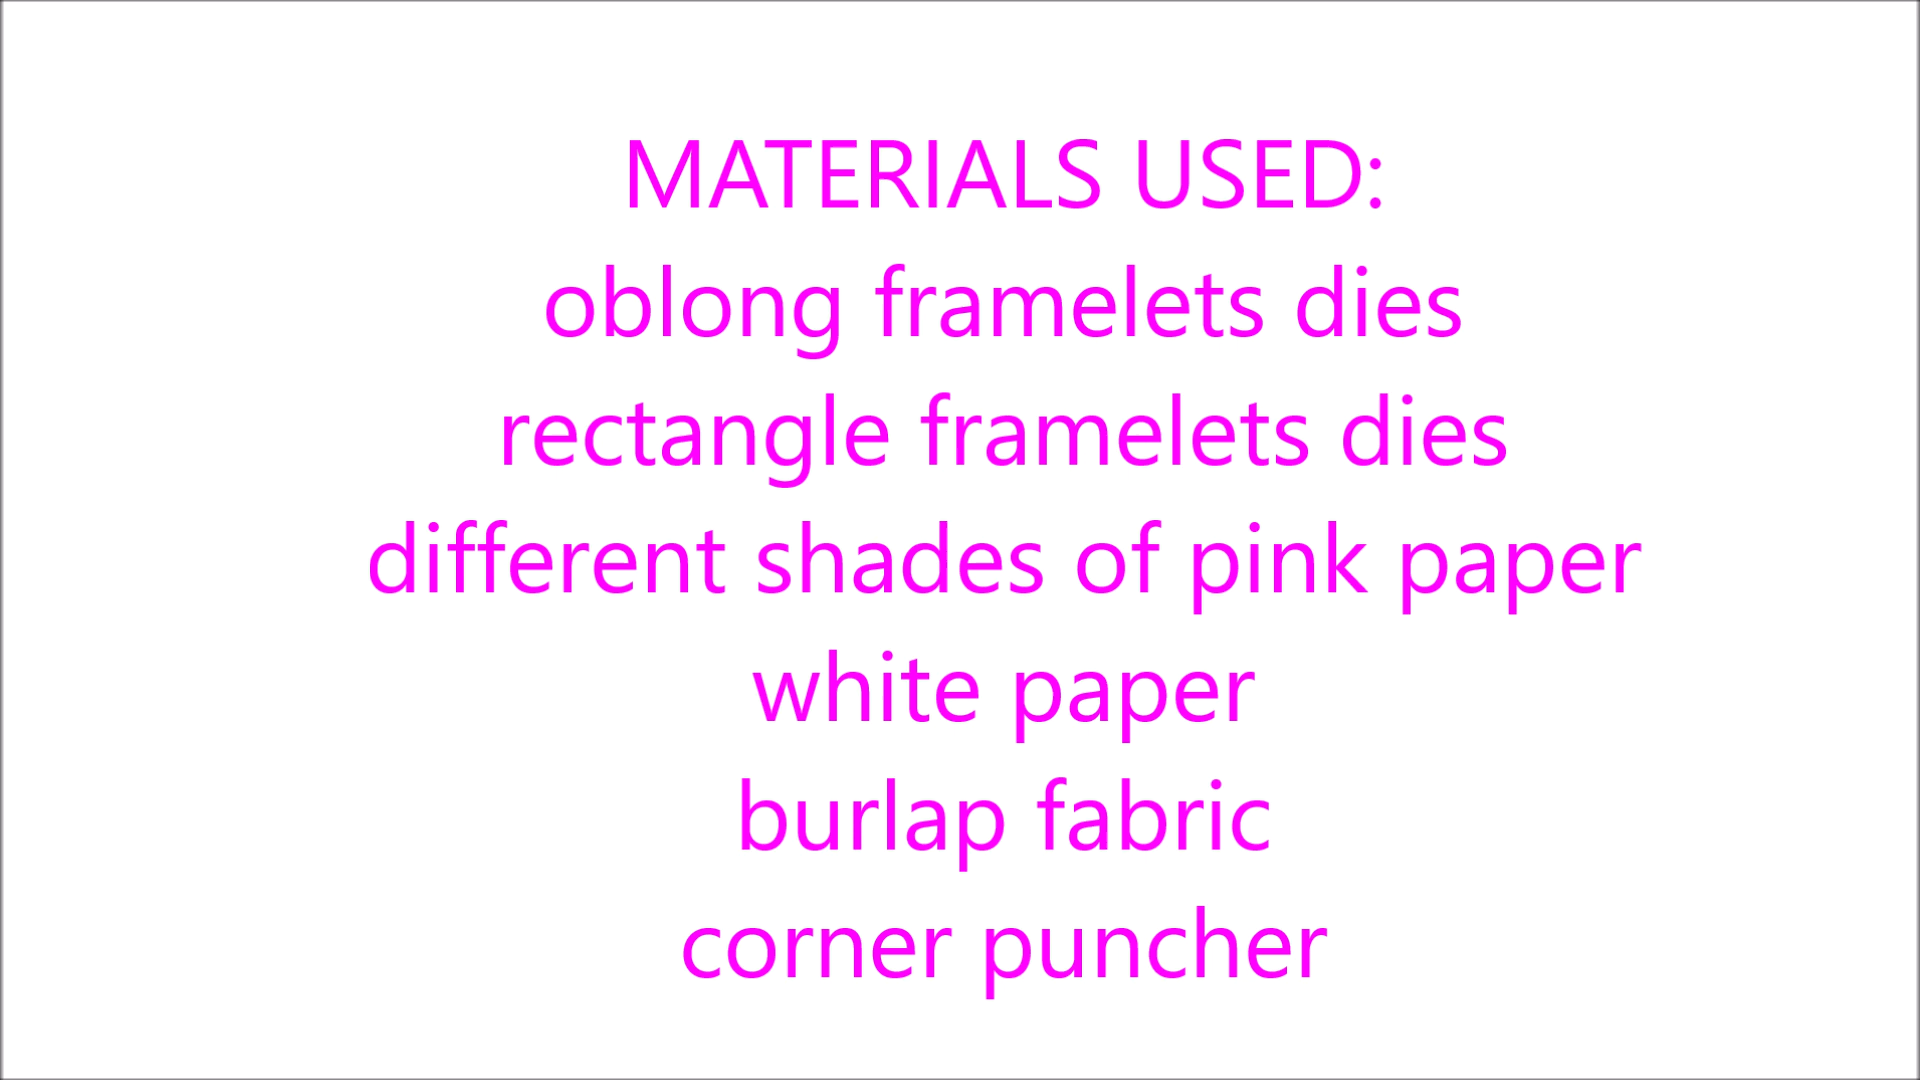 MATERIALS USED:
oblong framelets dies
rectangle framelets dies
different shades of pink paper
white paper
burlap fabric
corner puncher